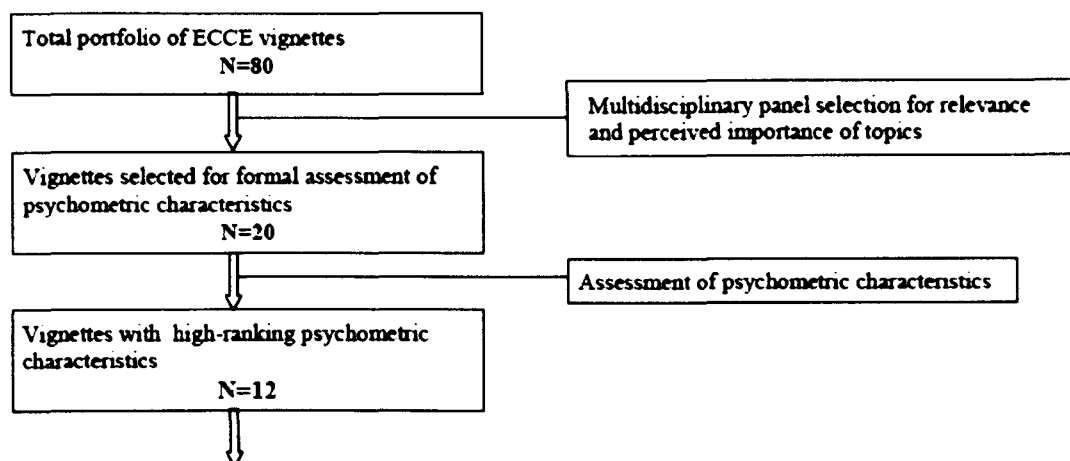 Total portfolio of ECCE vignettes
N=80
Multidisciplinary panel selection for relevance
and perceived importance of topics
Vignettes selected for formal assessment of
psychometric characteristics
N=20
Assessment of psychometric characteristics
Vignettes with high-ranking psychometric
characteristics
N=12